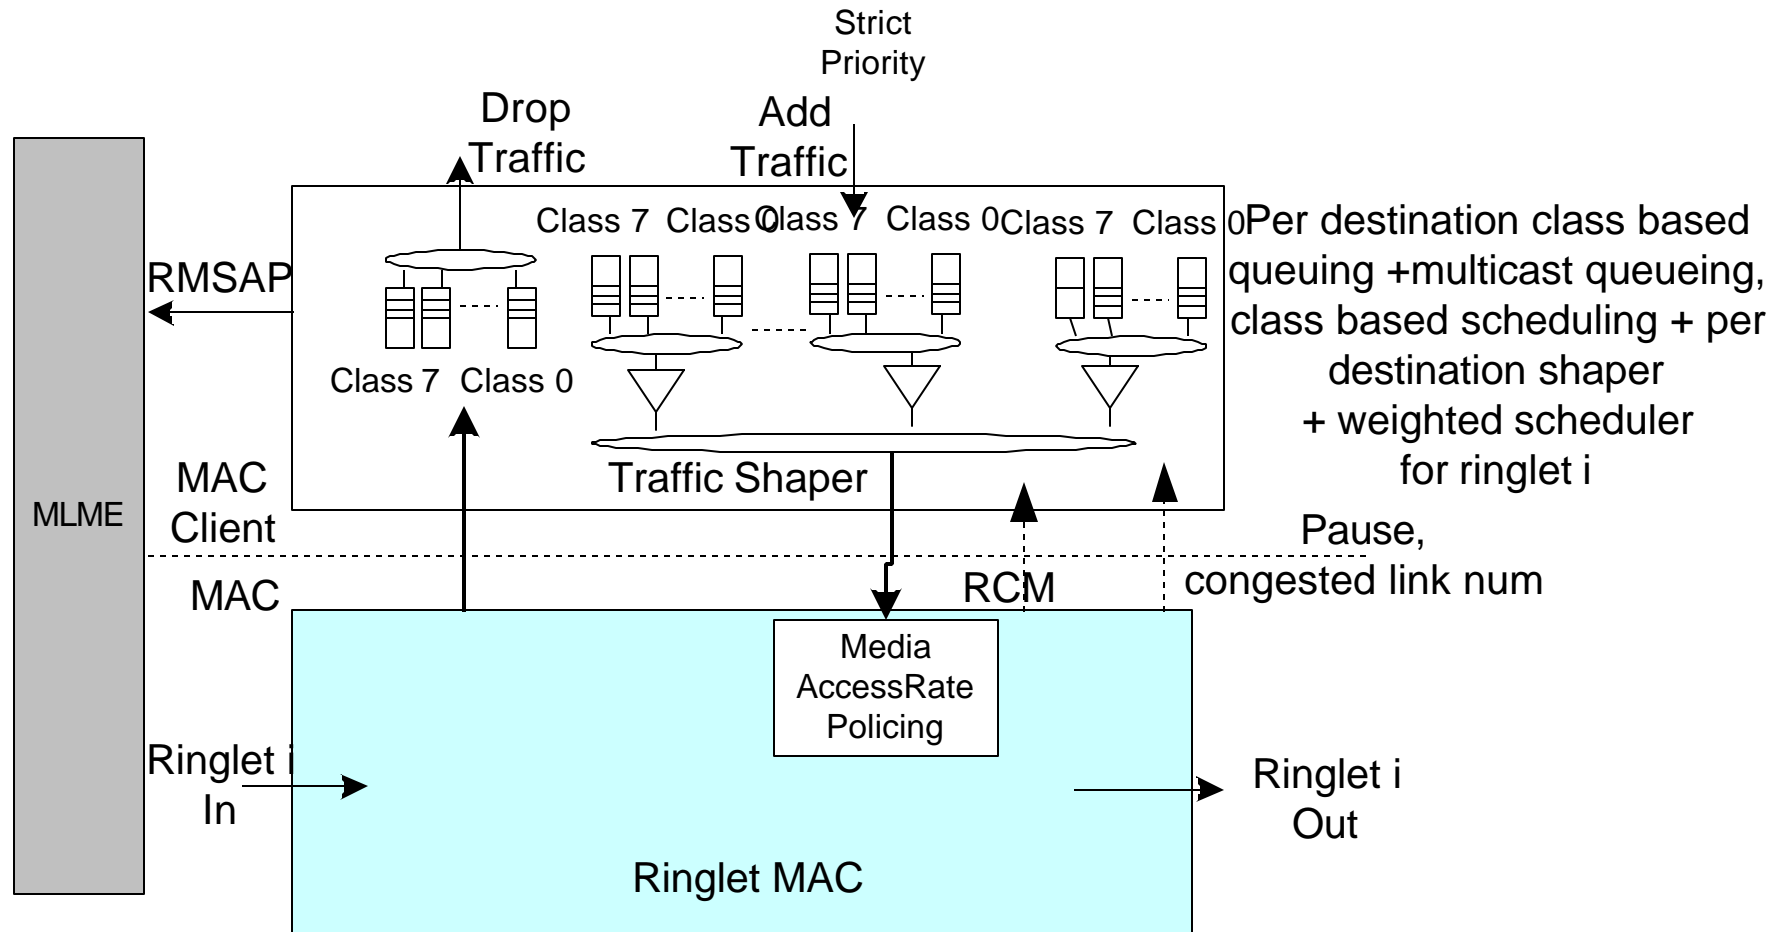 Strict
Priority
Drop
Traffic
Add
Traffic
Class 7 Class 0
Class 7 Class 0
Class 7 Class 0
Per destination class based
queuing +multicast queueing,
class based scheduling + per
destination shaper
+ weighted scheduler
for ringlet i
RMSAP
Class 7 Class 0
Traffic Shaper
MAC
Client
MLME
Pause,
congested link num
MAC
RCM
Media
AccessRate
Policing
Ringlet i
In
Ringlet i
Out
Ringlet MAC